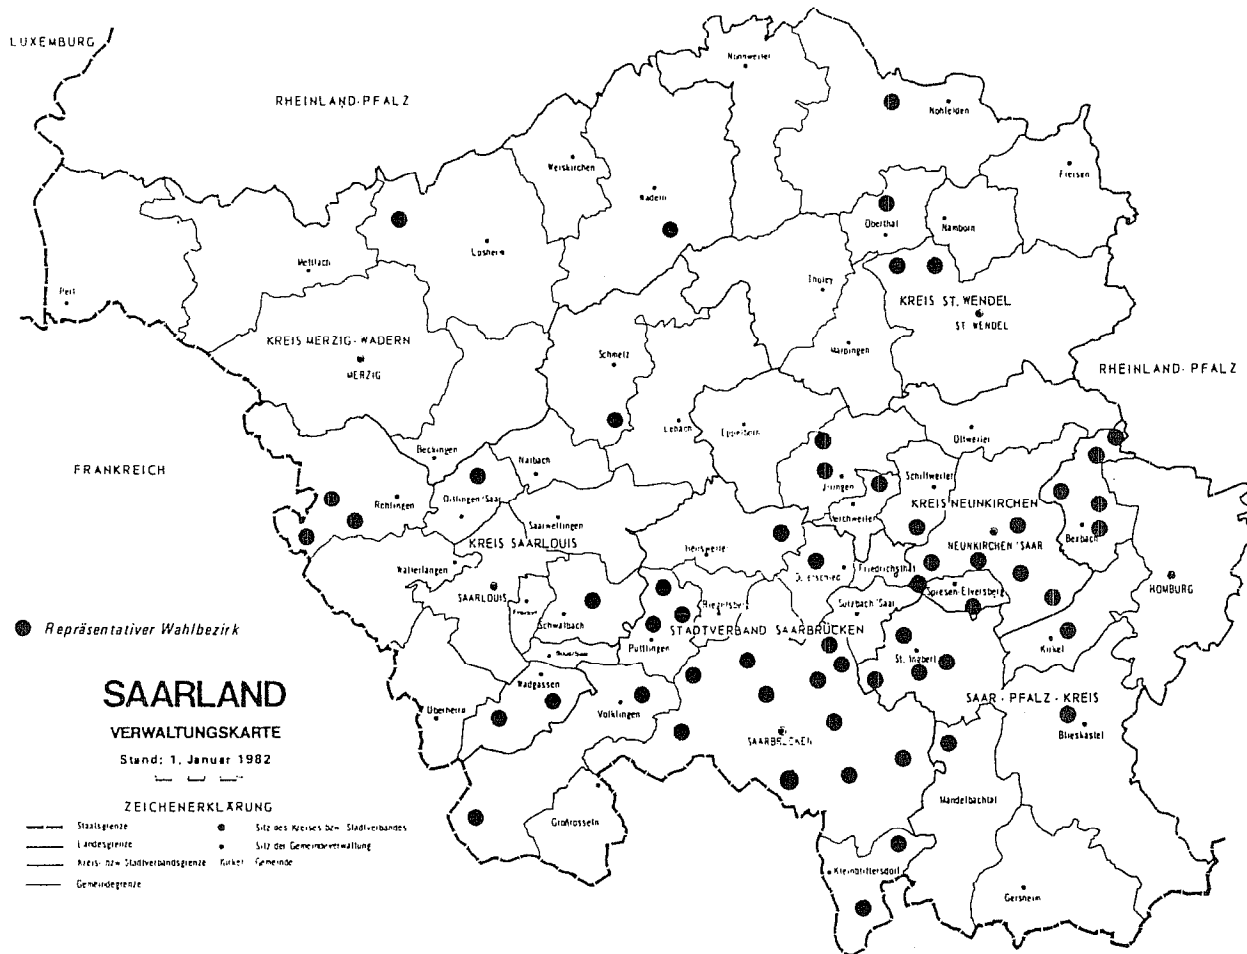 LUXEMBURG
RHEINLAND-PFALZ
Nonnweiler
Nohfelden
Freisen
Weiskirchen
Wadern
Oberthal
Namborn
Losheim
Mettlach
Perl
Tholey
KREIS ST. WENDEL
ST. WENDEL
KREIS MERZIG-WADERN
MERZIG
Schmelz
Marpingen
RHEINLAND-PFALZ
Lebach
Eppelborn
Ottweiler
FRANKREICH
Beckingen
Nalbach
Rehlingen
Dillingen/Saar
Illingen
Schiffweiler
Merchweiler
KREIS NEUNKIRCHEN
NEUNKIRCHEN/SAAR
Bexbach
Saarwellingen
KREIS SAARLOUIS
Heusweiler
Wallerfangen
Quierschied
Friedrichsthal
Spiesen-Elversberg
HOMBURG
SAARLOUIS
Schwalbach
Riegelsberg
Sulzbach/Saar
Püttlingen
STADTVERBAND SAARBRÜCKEN
St. Ingbert
Kirkel
Repräsentativer Wahlbezirk
Wadgassen
Völklingen
SAAR-PFALZ-KREIS
Blieskastel
Überherrn
SAARBRÜCKEN
SAARLAND
VERWALTUNGSKARTE
Stand: 1. Januar 1982
Mandelbachtal
Großrosseln
Kleinblittersdorf
Gersheim
ZEICHENERKLÄRUNG
Staatsgrenze
Sitz des Kreises bzw. Stadtverbandes
Landesgrenze
Sitz der Gemeindeverwaltung
Kreis- bzw. Stadtverbandsgrenze
Kirkel Gemeinde
Gemeindegrenze